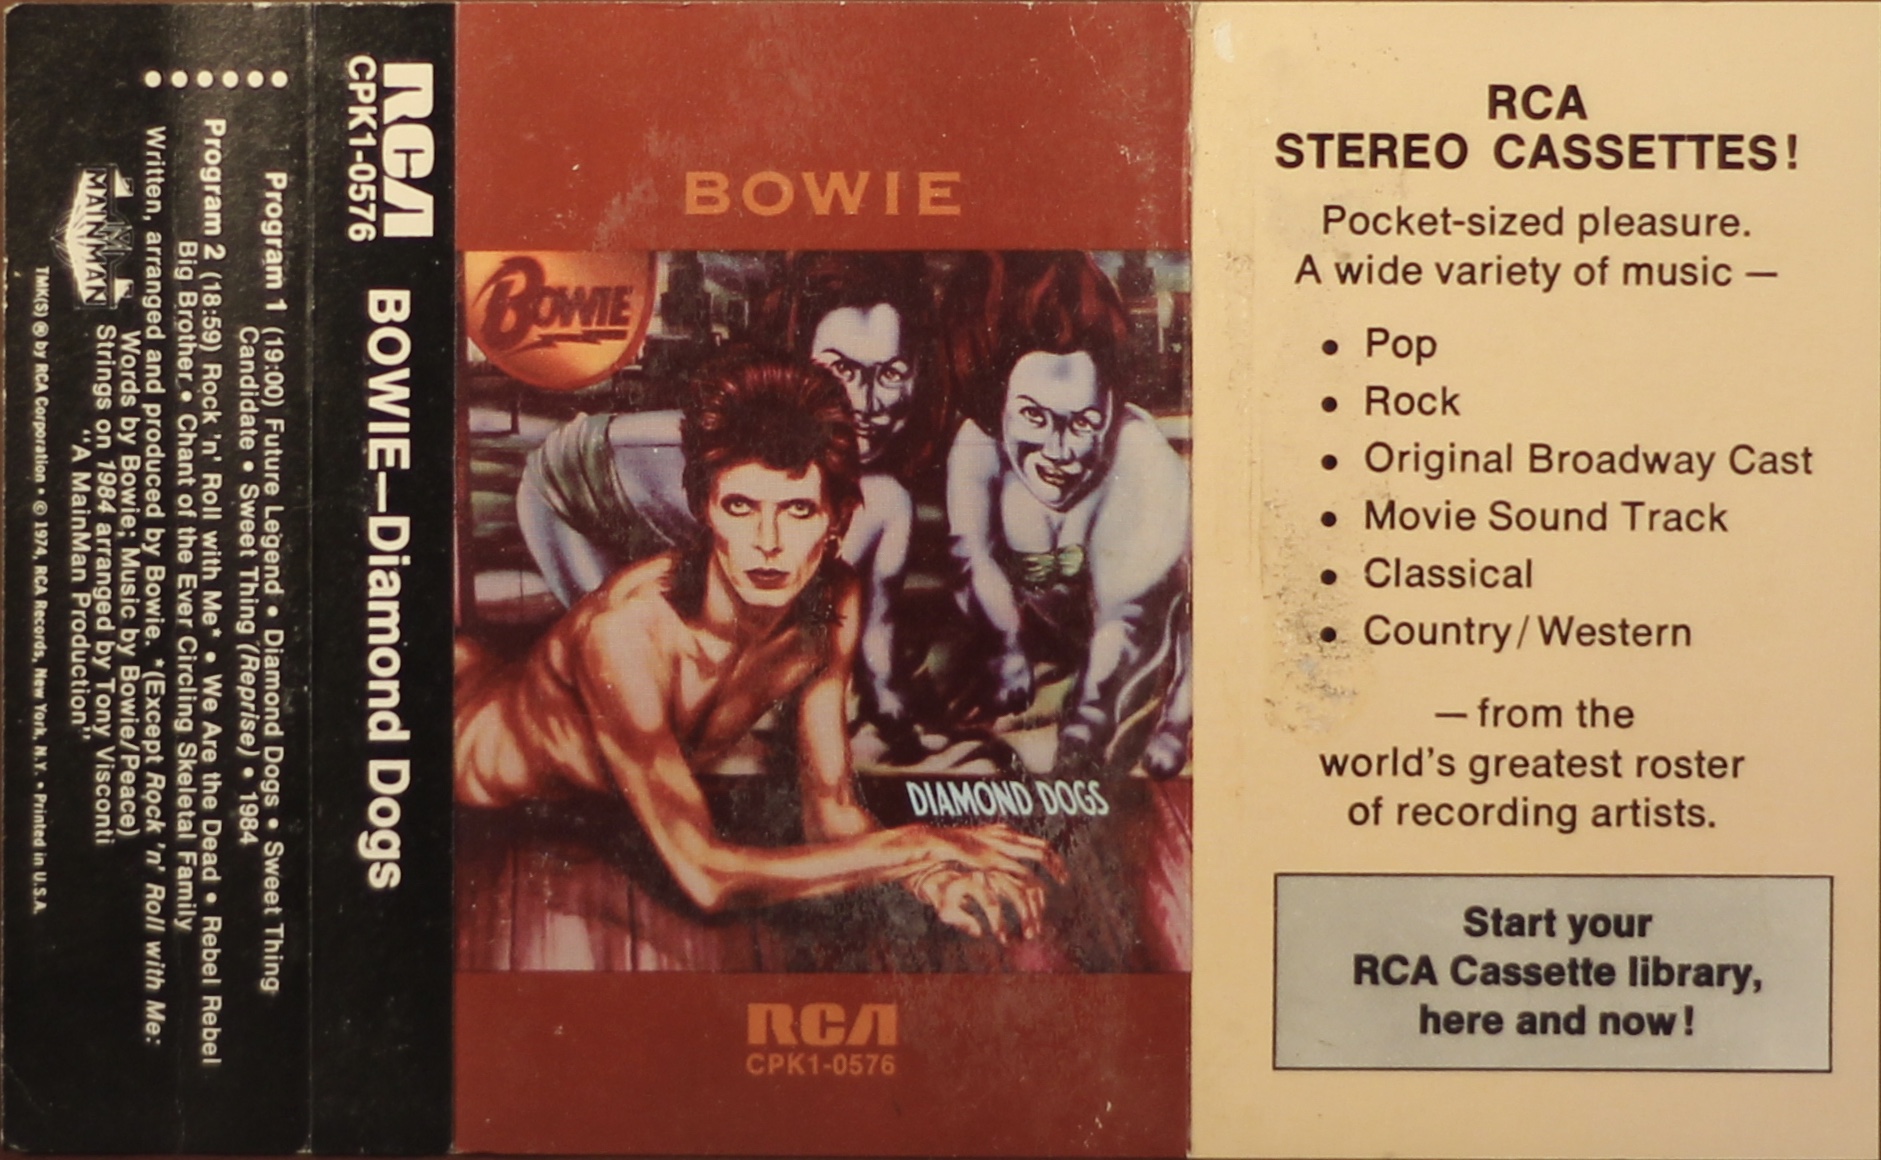 Program 1 (19:00) Future Legend • Diamond Dogs • Sweet Thing
Candidate • Sweet Thing (Reprise) • 1984
Program 2 (18:59) Rock 'n' Roll with Me* • We Are the Dead • Rebel Rebel
Big Brother • Chant of the Ever Circling Skeletal Family
Written, arranged and produced by Bowie. *(Except Rock 'n' Roll with Me:
Words by Bowie; Music by Bowie/Peace)
Strings on 1984 arranged by Tony Visconti
"A MainMan Production"
MAINMAN
TMK(S) ® by RCA Corporation • © 1974, RCA Records, New York, N.Y. • Printed in U.S.A.
RCA
CPK1-0576
BOWIE—Diamond Dogs
BOWIE
BOWIE
DIAMOND DOGS
RCA
CPK1-0576
RCA
STEREO CASSETTES!
Pocket-sized pleasure.
A wide variety of music —
• Pop
• Rock
• Original Broadway Cast
• Movie Sound Track
• Classical
• Country/Western
— from the
world's greatest roster
of recording artists.
Start your
RCA Cassette library,
here and now!